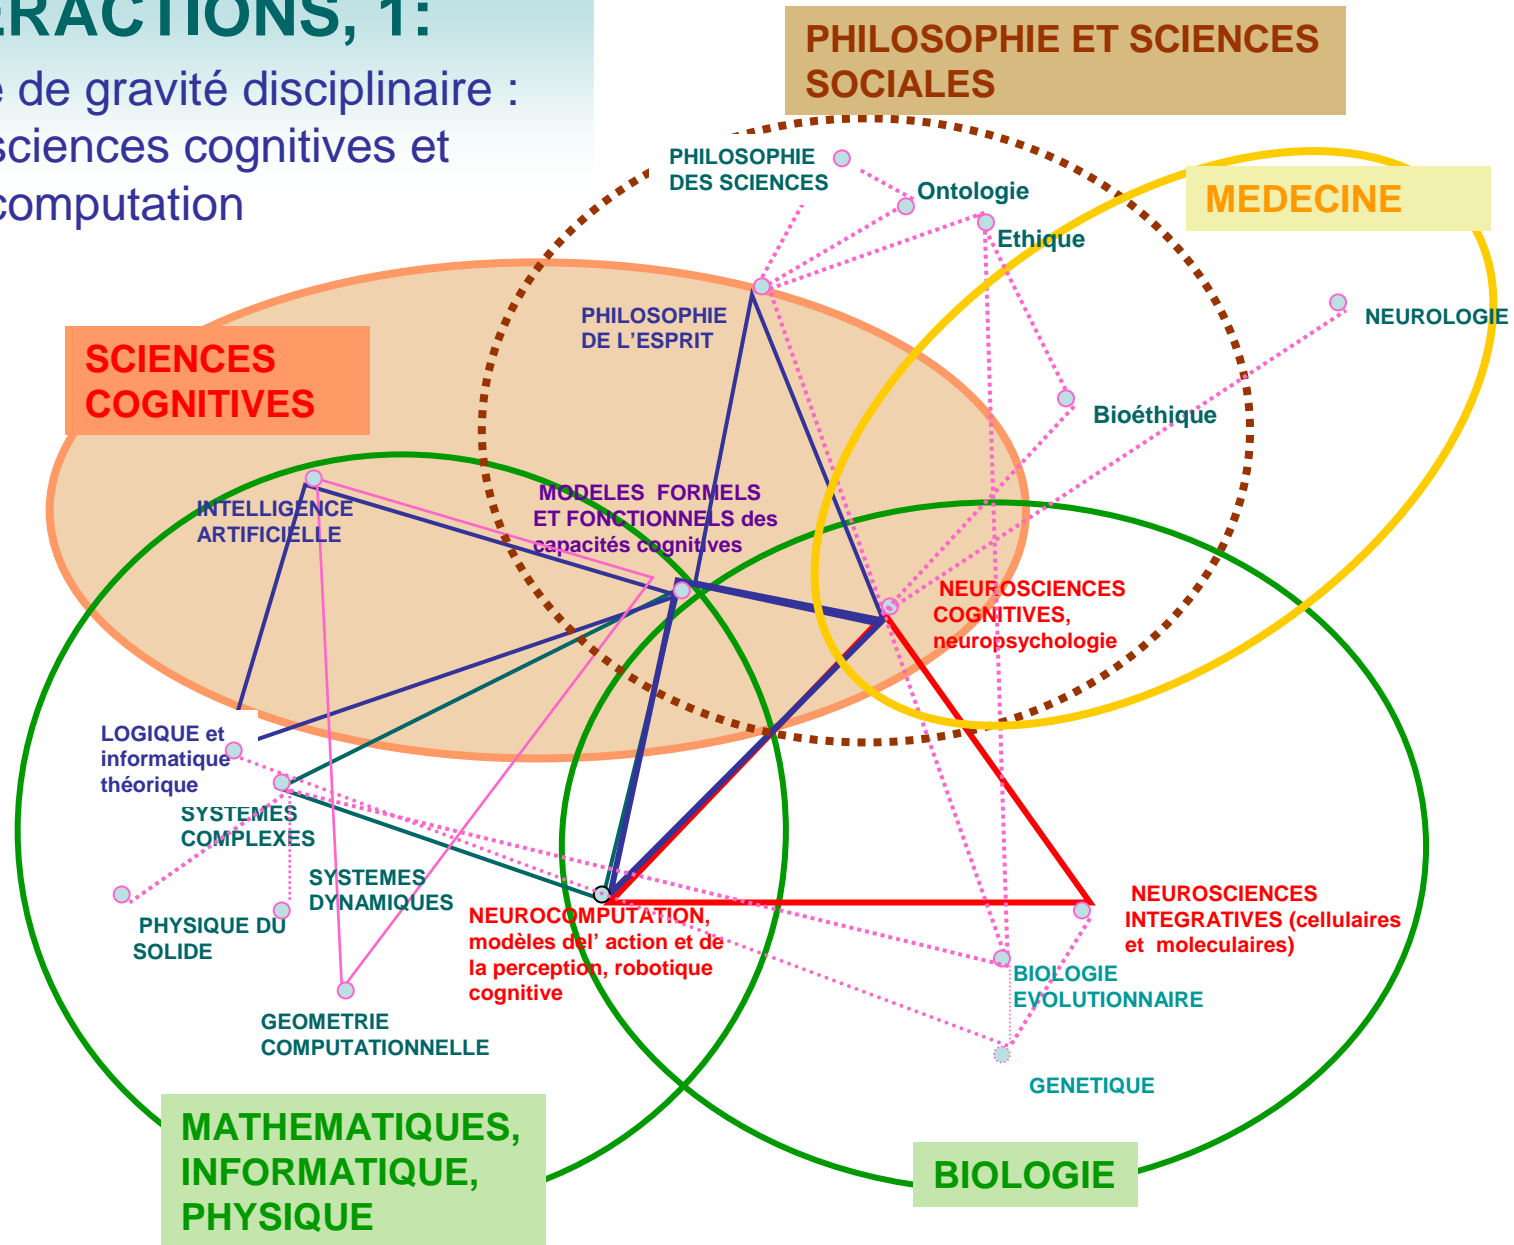 ERACTIONS, 1:
e de gravité disciplinaire :
sciences cognitives et
computation
PHILOSOPHIE ET SCIENCES
SOCIALES
PHILOSOPHIE
DES SCIENCES
Ontologie
Ethique
MEDECINE
NEUROLOGIE
PHILOSOPHIE
DE L'ESPRIT
SCIENCES
COGNITIVES
Bioéthique
INTELLIGENCE
ARTIFICIELLE
MODELES FORMELS
ET FONCTIONNELS des
capacités cognitives
NEUROSCIENCES
COGNITIVES,
neuropsychologie
LOGIQUE et
informatique
théorique
SYSTEMES
COMPLEXES
SYSTEMES
DYNAMIQUES
PHYSIQUE DU
SOLIDE
NEUROCOMPUTATION,
modèles del' action et de
la perception, robotique
cognitive
NEUROSCIENCES
INTEGRATIVES (cellulaires
et moleculaires)
BIOLOGIE
EVOLUTIONNAIRE
GEOMETRIE
COMPUTATIONNELLE
GENETIQUE
MATHEMATIQUES,
INFORMATIQUE,
PHYSIQUE
BIOLOGIE